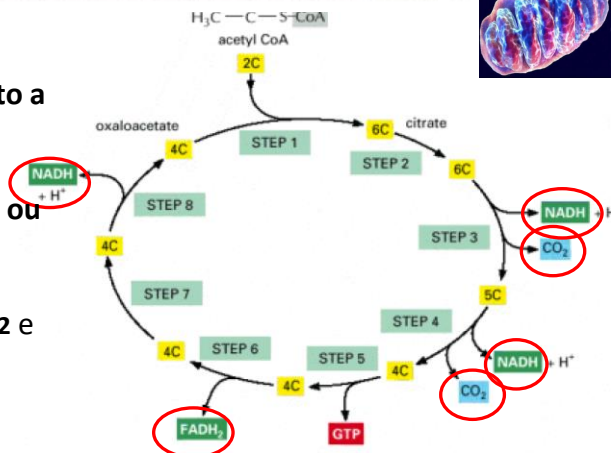 H₃C — C — S-CoA
acetyl CoA
2C
to a
oxaloacetate
4C
STEP 1
6C
citrate
STEP 2
6C
NADH
+ H⁺
STEP 8
ou
NADH + H
STEP 3
CO₂
4C
STEP 7
5C
2 e
STEP 4
4C
STEP 6
STEP 5
4C
4C
NADH + H⁺
CO₂
FADH₂
GTP